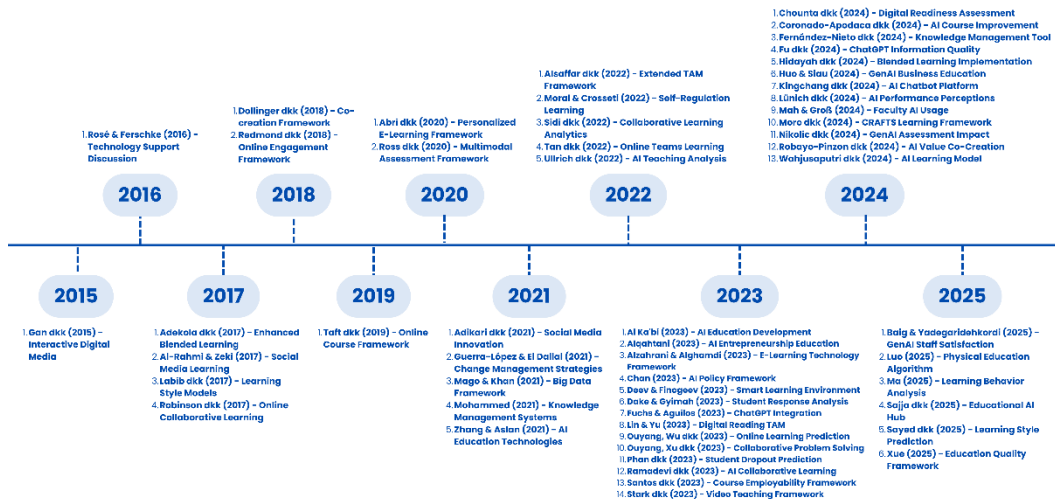 1. Rosé & Ferschke (2016) - Technology Support
Discussion
2016
1. Dollinger dkk (2018) - Co-
creation Framework
2. Redmond dkk (2018) -
Online Engagement
Framework
2018
1. Abri dkk (2020) - Personalized
E-Learning Framework
2. Ross dkk (2020) - Multimodal
Assessment Framework
2020
1. Alsaffar dkk (2022) - Extended TAM
Framework
2. Moral & Crosseti (2022) - Self-Regulation
Learning
3. Sidi dkk (2022) - Collaborative Learning
Analytics
4. Tan dkk (2022) - Online Teams Learning
5. Ullrich dkk (2022) - AI Teaching Analysis
2022
1. Chounta dkk (2024) - Digital Readiness Assessment
2. Coronado-Apodaca dkk (2024) - AI Course Improvement
3. Fernández-Nieto dkk (2024) - Knowledge Management Tool
4. Fu dkk (2024) - ChatGPT Information Quality
5. Hidayah dkk (2024) - Blended Learning Implementation
6. Huo & Siau (2024) - GenAI Business Education
7. Kingchang dkk (2024) - AI Chatbot Platform
8. Lünich dkk (2024) - AI Performance Perceptions
9. Mah & Groß (2024) - Faculty AI Usage
10. Moro dkk (2024) - CRAFTS Learning Framework
11. Nikolic dkk (2024) - GenAI Assessment Impact
12. Robayo-Pinzon dkk (2024) - AI Value Co-Creation
13. Wahjusaputri dkk (2024) - AI Learning Model
2024
2015
1. Gan dkk (2015) -
Interactive Digital
Media
2017
1. Adekola dkk (2017) - Enhanced
Blended Learning
2. Al-Rahmi & Zeki (2017) - Social
Media Learning
3. Labib dkk (2017) - Learning
Style Models
4. Robinson dkk (2017) - Online
Collaborative Learning
2019
1. Taft dkk (2019) - Online
Course Framework
2021
1. Adikari dkk (2021) - Social Media
Innovation
2. Guerra-López & El Dallal (2021) -
Change Management Strategies
3. Mago & Khan (2021) - Big Data
Framework
4. Mohammed (2021) - Knowledge
Management Systems
5. Zhang & Aslan (2021) - AI
Education Technologies
2023
1. Al Ka'bi (2023) - AI Education Development
2. Alqahtani (2023) - AI Entrepreneurship Education
3. Alzahrani & Alghamdi (2023) - E-Learning Technology
Framework
4. Chan (2023) - AI Policy Framework
5. Deev & Finogeev (2023) - Smart Learning Environment
6. Dake & Gyimah (2023) - Student Response Analysis
7. Fuchs & Aguilos (2023) - ChatGPT Integration
8. Lin & Yu (2023) - Digital Reading TAM
9. Ouyang, Wu dkk (2023) - Online Learning Prediction
10. Ouyang, Xu dkk (2023) - Collaborative Problem Solving
11. Phan dkk (2023) - Student Dropout Prediction
12. Ramadevi dkk (2023) - AI Collaborative Learning
13. Santos dkk (2023) - Course Employability Framework
14. Stark dkk (2023) - Video Teaching Framework
2025
1. Baig & Yadegaridehkordi (2025) -
GenAI Staff Satisfaction
2. Luo (2025) - Physical Education
Algorithm
3. Ma (2025) - Learning Behavior
Analysis
4. Sajja dkk (2025) - Educational AI
Hub
5. Sayed dkk (2025) - Learning Style
Prediction
6. Xue (2025) - Education Quality
Framework